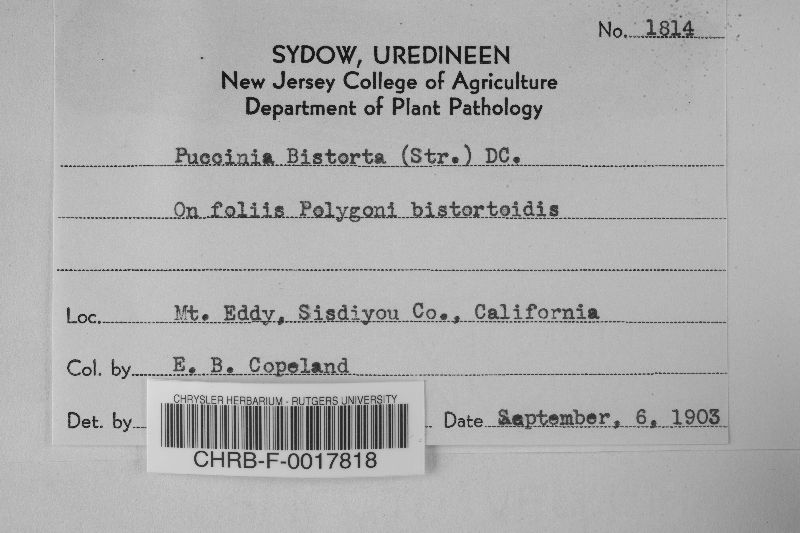 No. 1814
SYDOW, UREDINEEN
New Jersey College of Agriculture
Department of Plant Pathology
Puccinia Bistorta (Str.) DC.
On foliis Polygoni bistortoidis
Loc. Mt. Eddy, Sisdiyou Co., California
Col. by E. B. Copeland
Det. by Date September, 6, 1903
CHRYSLER HERBARIUM - RUTGERS UNIVERSITY
CHRB-F-0017818